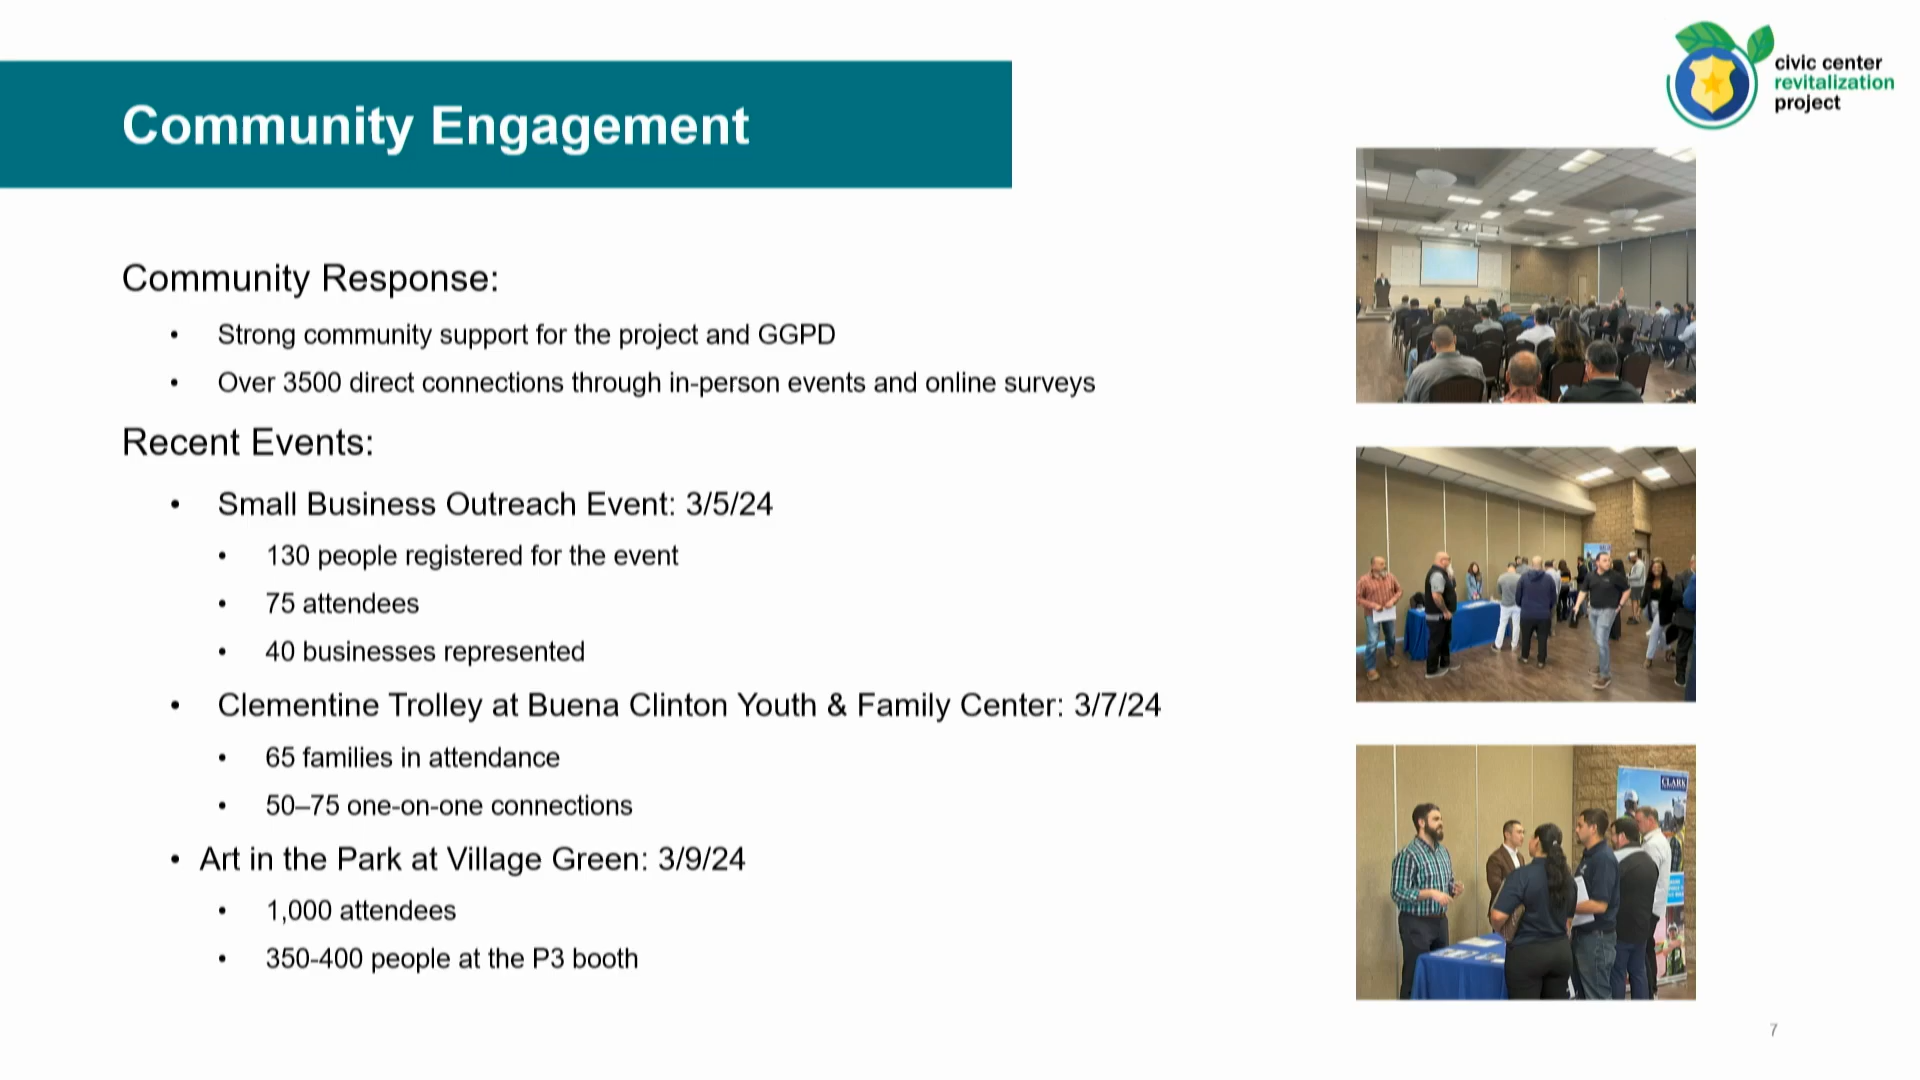 civic center
revitalization
project
Community Engagement
Community Response:
• Strong community support for the project and GGPD
• Over 3500 direct connections through in-person events and online surveys
Recent Events:
• Small Business Outreach Event: 3/5/24
• 130 people registered for the event
• 75 attendees
• 40 businesses represented
• Clementine Trolley at Buena Clinton Youth & Family Center: 3/7/24
• 65 families in attendance
• 50–75 one-on-one connections
• Art in the Park at Village Green: 3/9/24
• 1,000 attendees
• 350-400 people at the P3 booth
CLARK
7